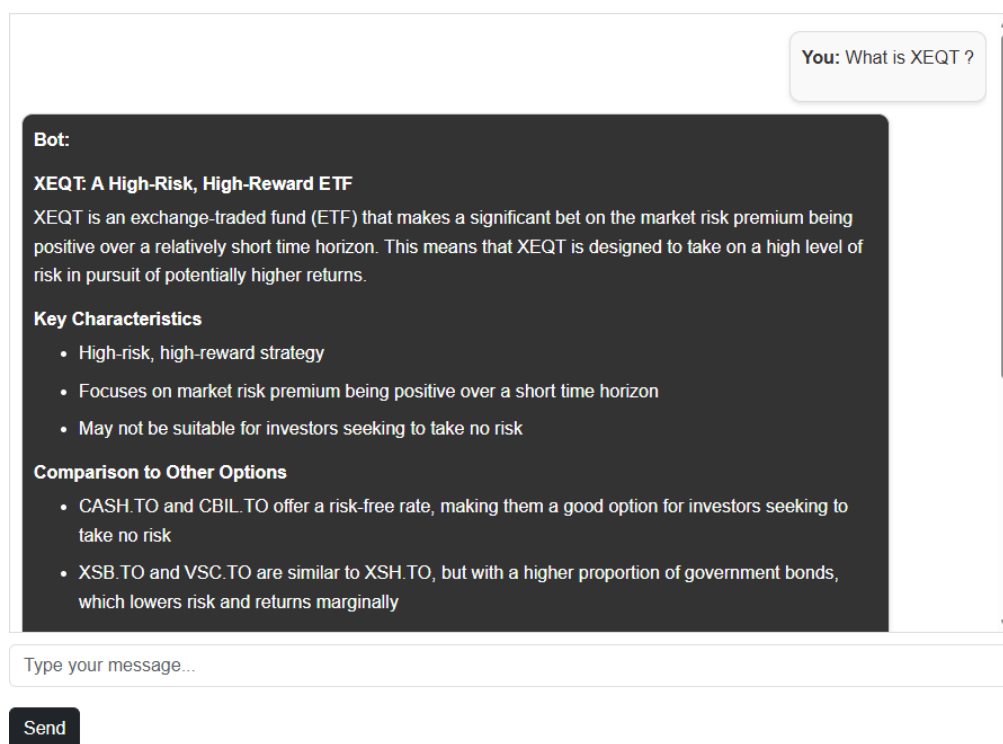 You: What is XEQT ?
Bot:
XEQT: A High-Risk, High-Reward ETF
XEQT is an exchange-traded fund (ETF) that makes a significant bet on the market risk premium being
positive over a relatively short time horizon. This means that XEQT is designed to take on a high level of
risk in pursuit of potentially higher returns.
Key Characteristics
• High-risk, high-reward strategy
• Focuses on market risk premium being positive over a short time horizon
• May not be suitable for investors seeking to take no risk
Comparison to Other Options
• CASH.TO and CBIL.TO offer a risk-free rate, making them a good option for investors seeking to
take no risk
• XSB.TO and VSC.TO are similar to XSH.TO, but with a higher proportion of government bonds,
which lowers risk and returns marginally
Type your message...
Send